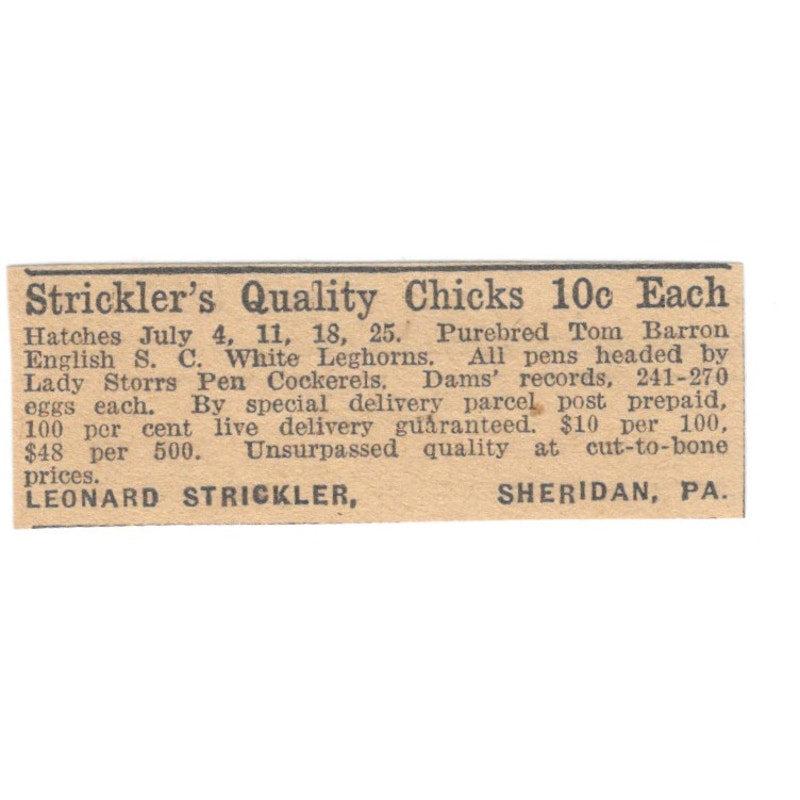 Strickler's Quality Chicks 10c Each
Hatches July 4, 11, 18, 25. Purebred Tom Barron
English S. C. White Leghorns. All pens headed by
Lady Storrs Pen Cockerels. Dams' records, 241-270
eggs each. By special delivery parcel post prepaid,
100 per cent live delivery guaranteed. $10 per 100,
$48 per 500. Unsurpassed quality at cut-to-bone
prices.
LEONARD STRICKLER, SHERIDAN, PA.